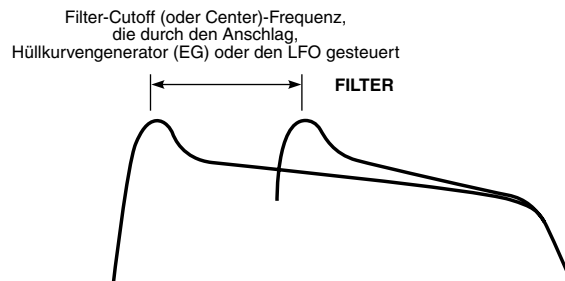 Filter-Cutoff (oder Center)-Frequenz,
die durch den Anschlag,
Hüllkurvengenerator (EG) oder den LFO gesteuert
FILTER